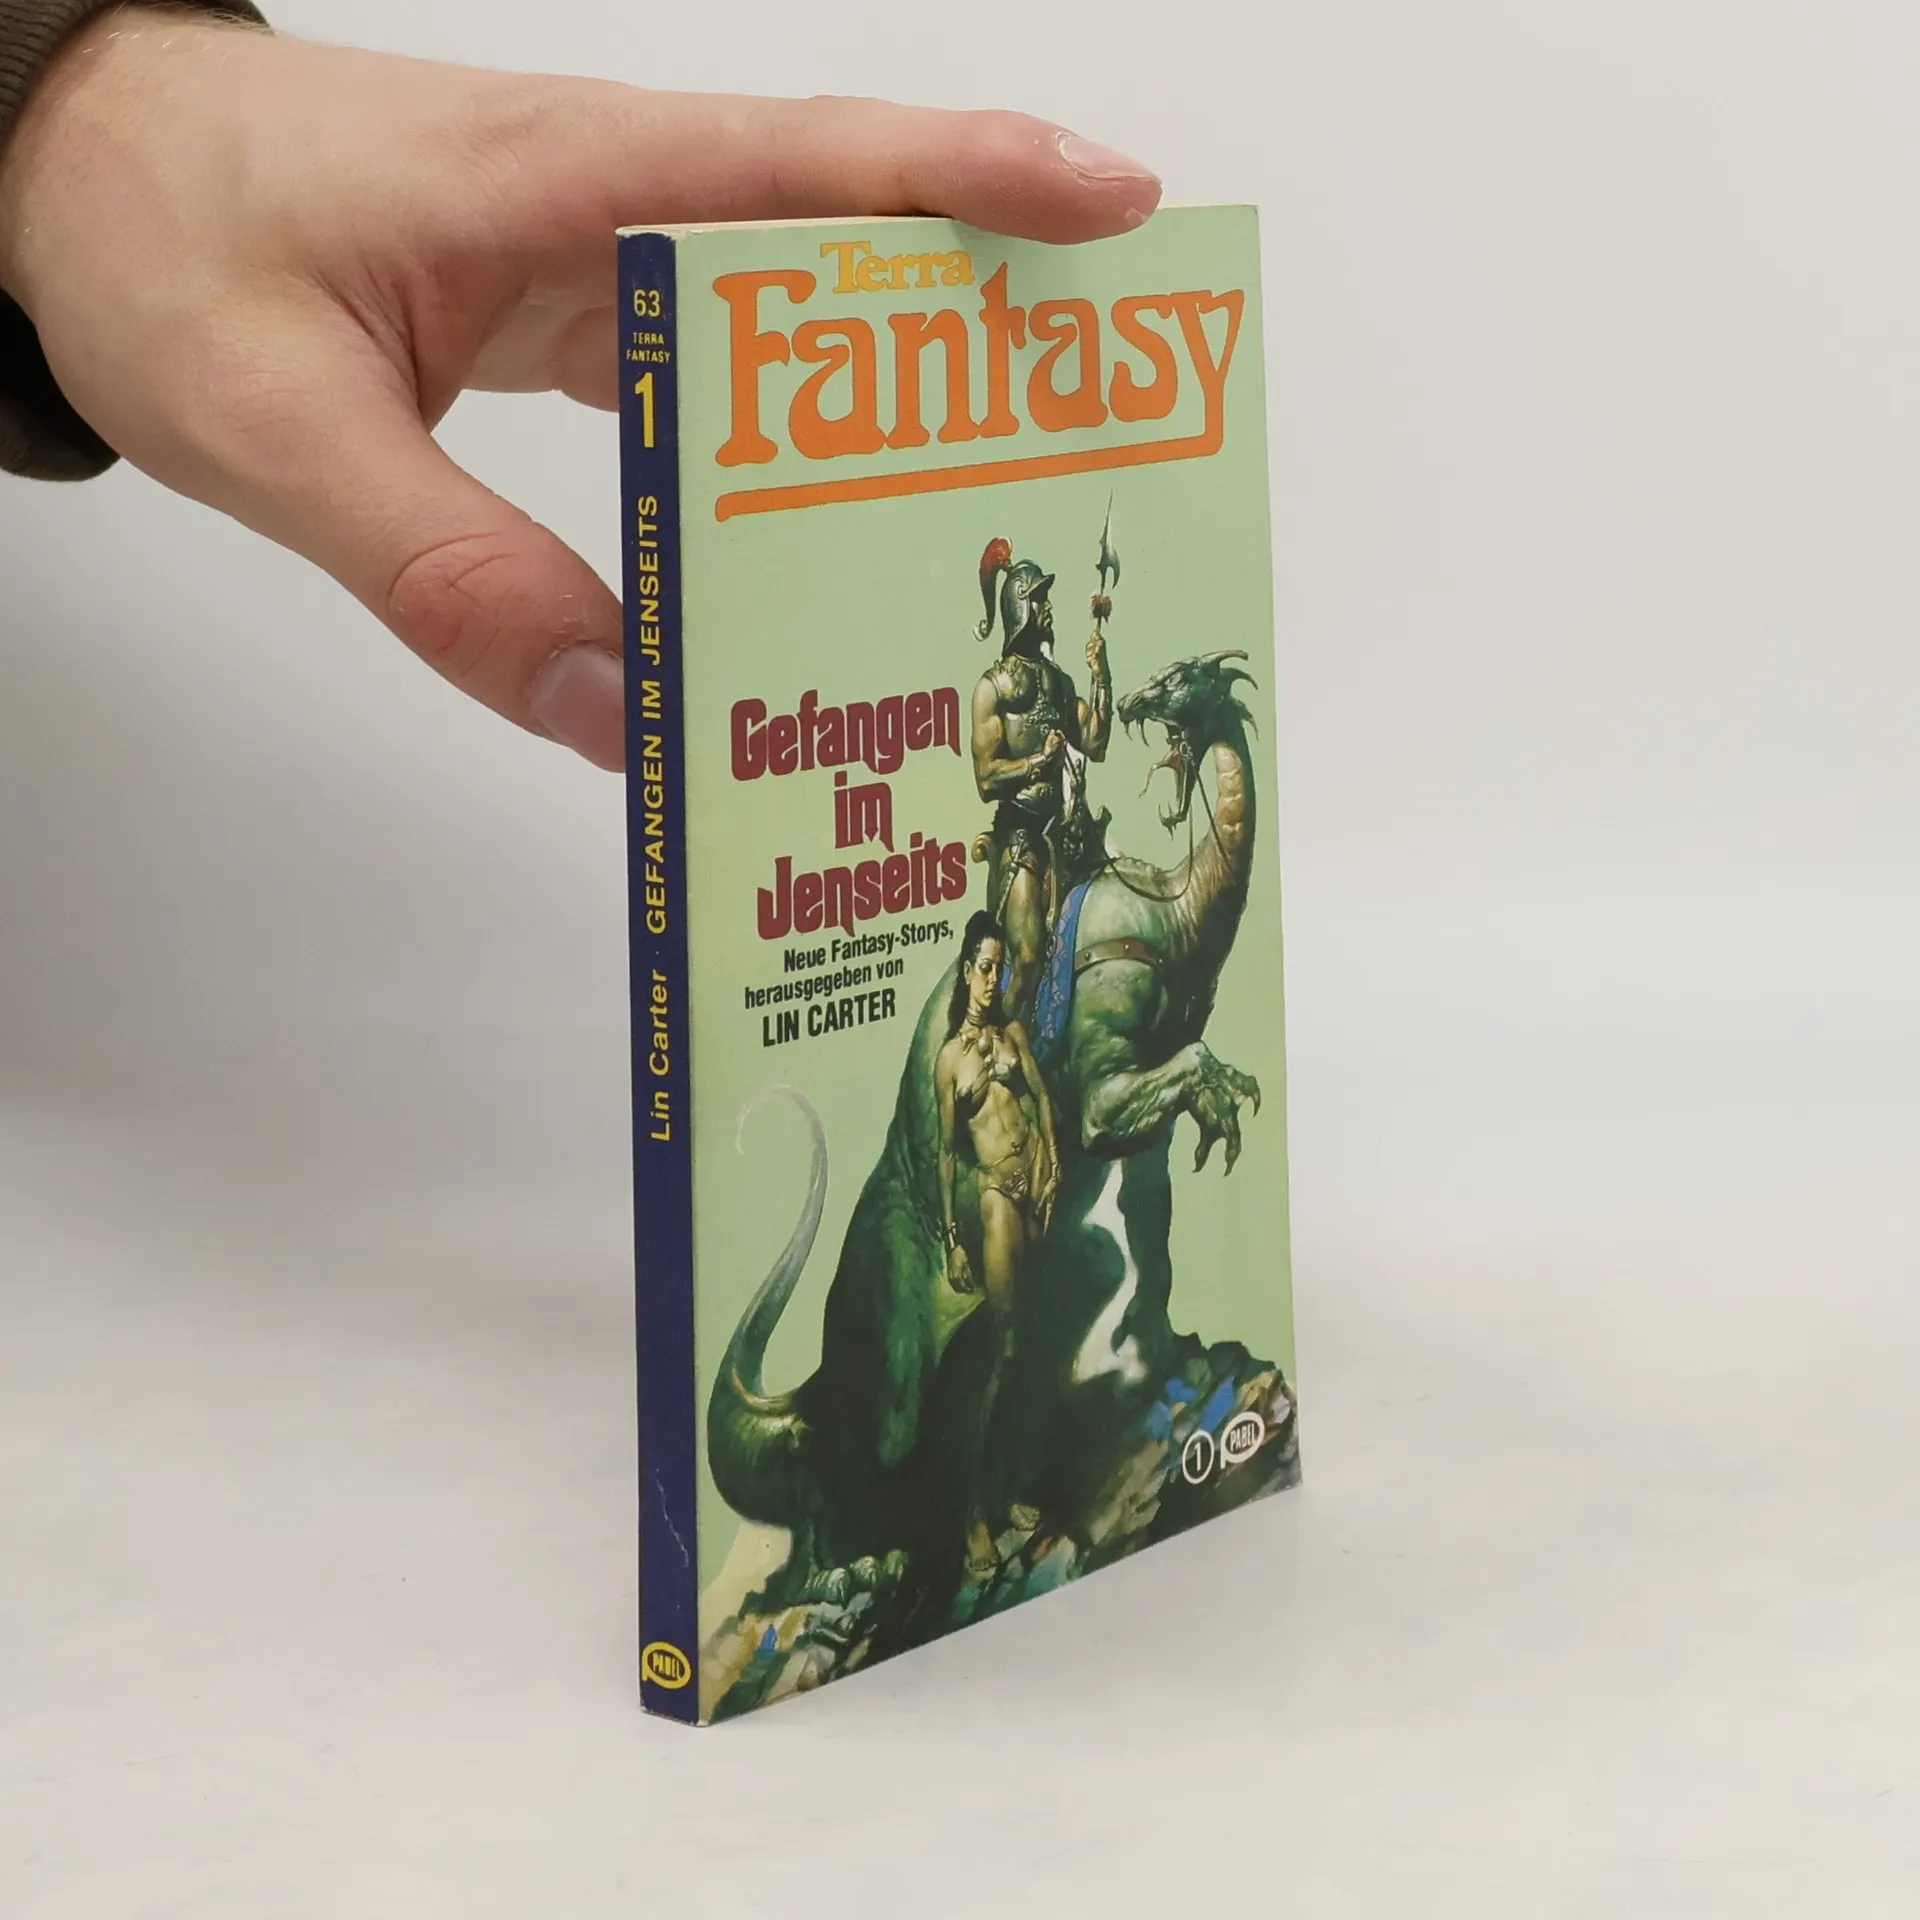 63
TERRA
FANTASY
1
Lin Carter · GEFANGEN IM JENSEITS
PABEL
Terra
Fantasy
Gefangen
im
Jenseits
Neue Fantasy-Storys,
herausgegeben von
LIN CARTER
1 PABEL